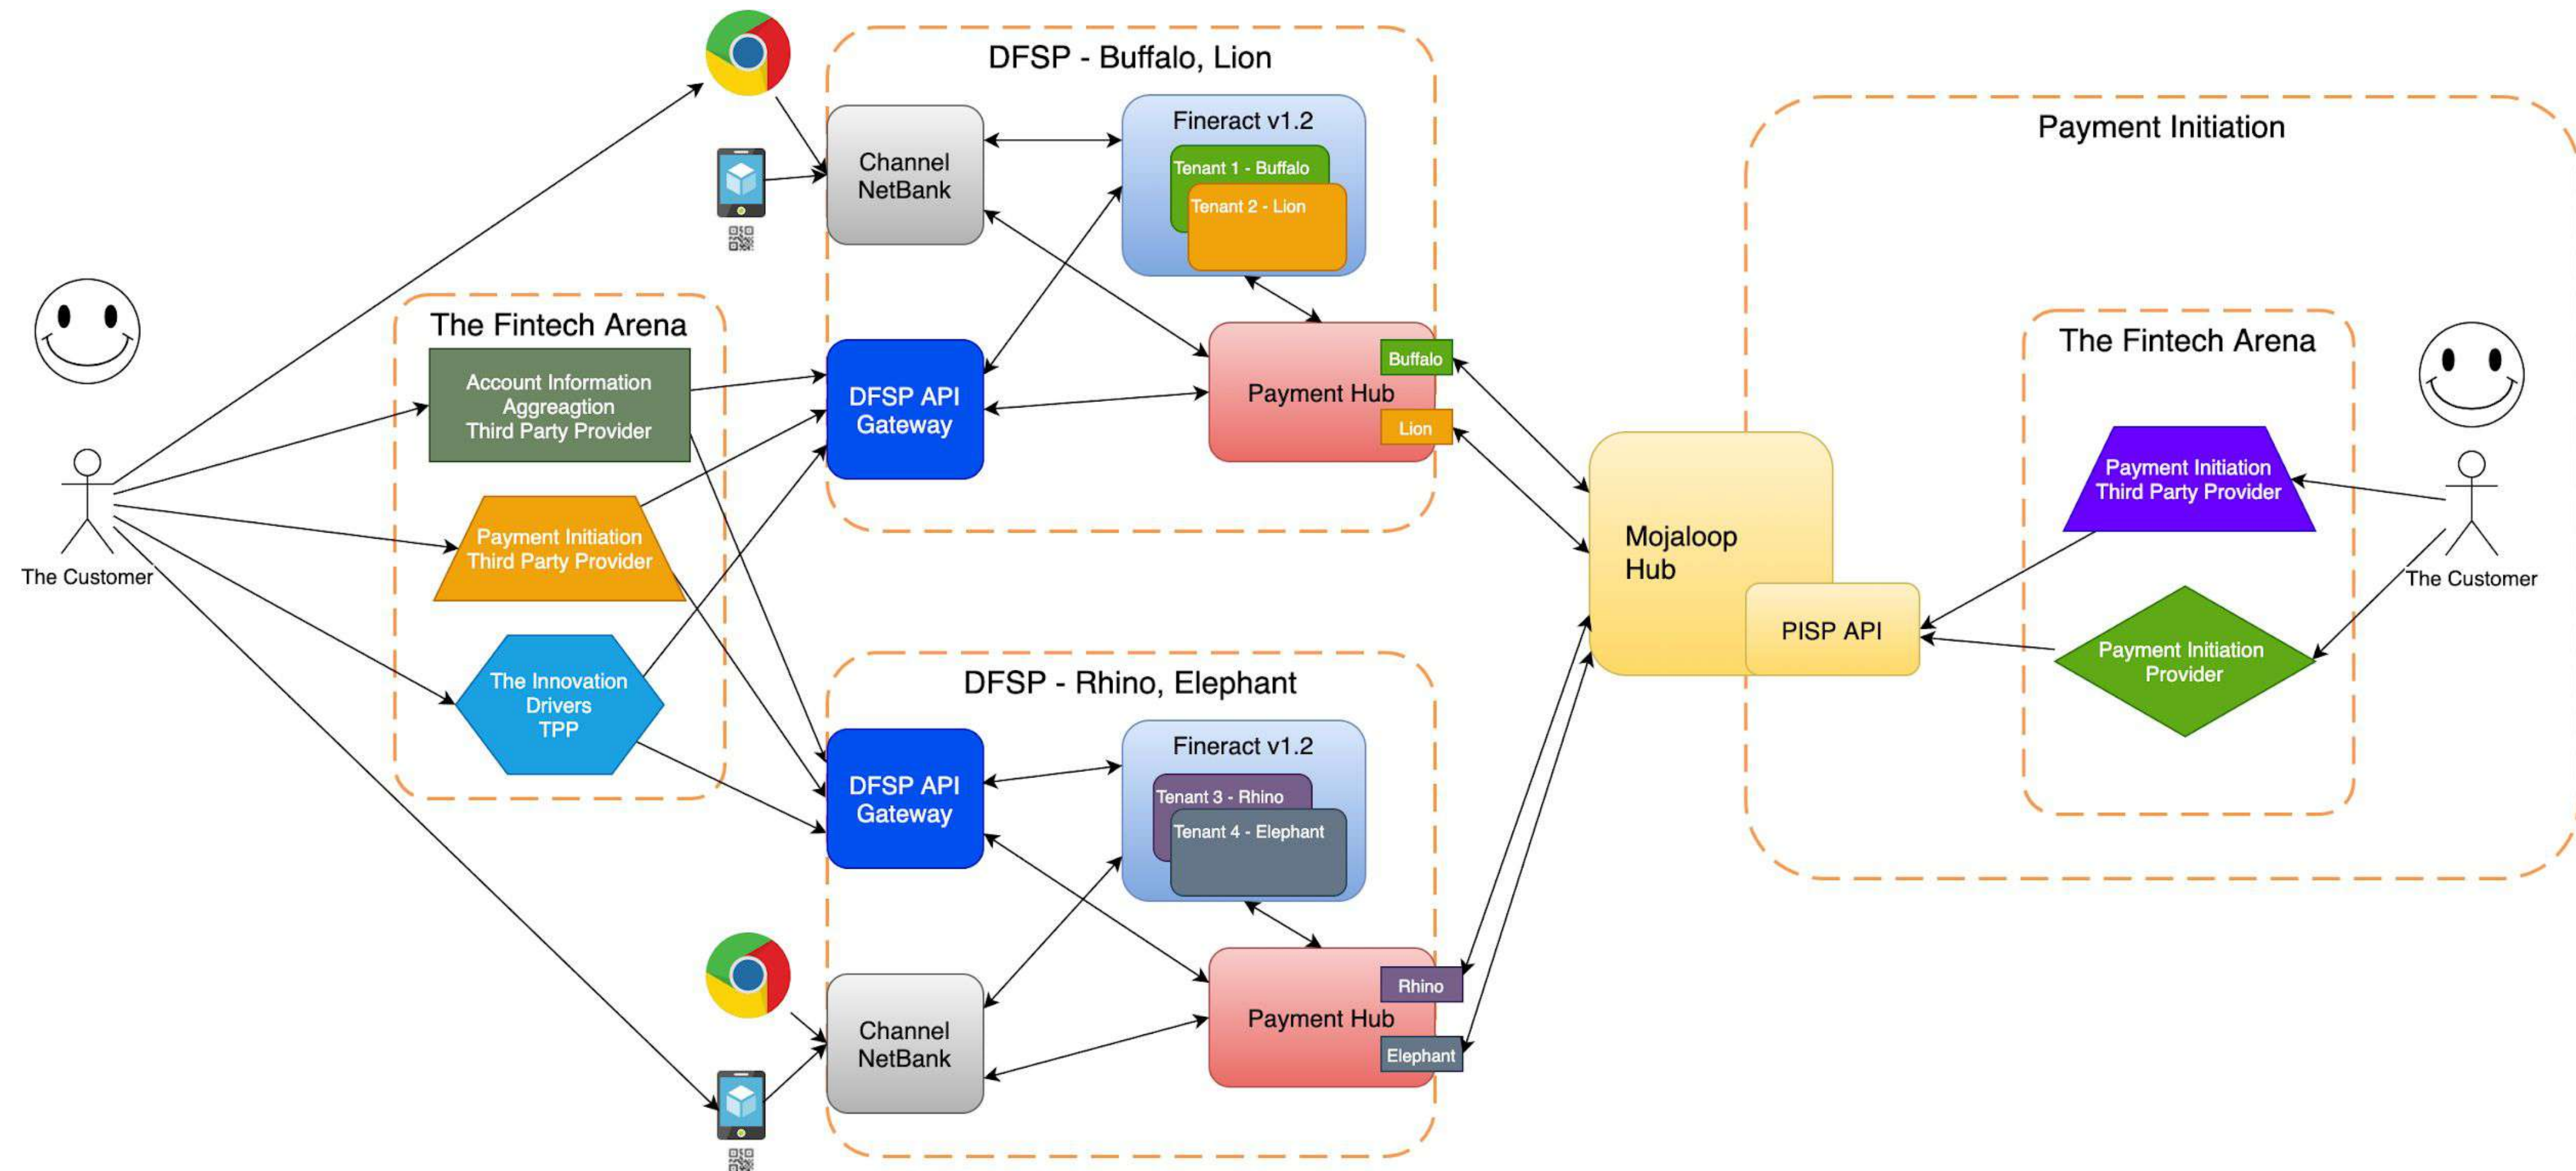 DFSP - Buffalo, Lion
Channel
NetBank
Fineract v1.2
Tenant 1 - Buffalo
Tenant 2 - Lion
DFSP API
Gateway
Payment Hub
Buffalo
Lion
The Customer
The Fintech Arena
Account Information
Aggreagtion
Third Party Provider
Payment Initiation
Third Party Provider
The Innovation
Drivers
TPP
DFSP - Rhino, Elephant
DFSP API
Gateway
Fineract v1.2
Tenant 3 - Rhino
Tenant 4 - Elephant
Channel
NetBank
Payment Hub
Rhino
Elephant
Mojaloop
Hub
PISP API
Payment Initiation
The Fintech Arena
Payment Initiation
Third Party Provider
Payment Initiation
Provider
The Customer